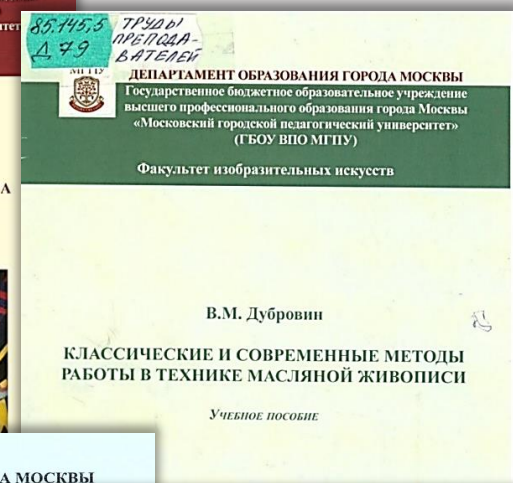 85.145,5
Д 79
ТРУДЫ
ПРЕПОДА-
ВАТЕЛЕЙ
МГПУ
ДЕПАРТАМЕНТ ОБРАЗОВАНИЯ ГОРОДА МОСКВЫ
Государственное бюджетное образовательное учреждение
высшего профессионального образования города Москвы
«Московский городской педагогический университет»
(ГБОУ ВПО МГПУ)
Факультет изобразительных искусств
В.М. Дубровин
КЛАССИЧЕСКИЕ И СОВРЕМЕННЫЕ МЕТОДЫ
РАБОТЫ В ТЕХНИКЕ МАСЛЯНОЙ ЖИВОПИСИ
УЧЕБНОЕ ПОСОБИЕ
А МОСКВЫ